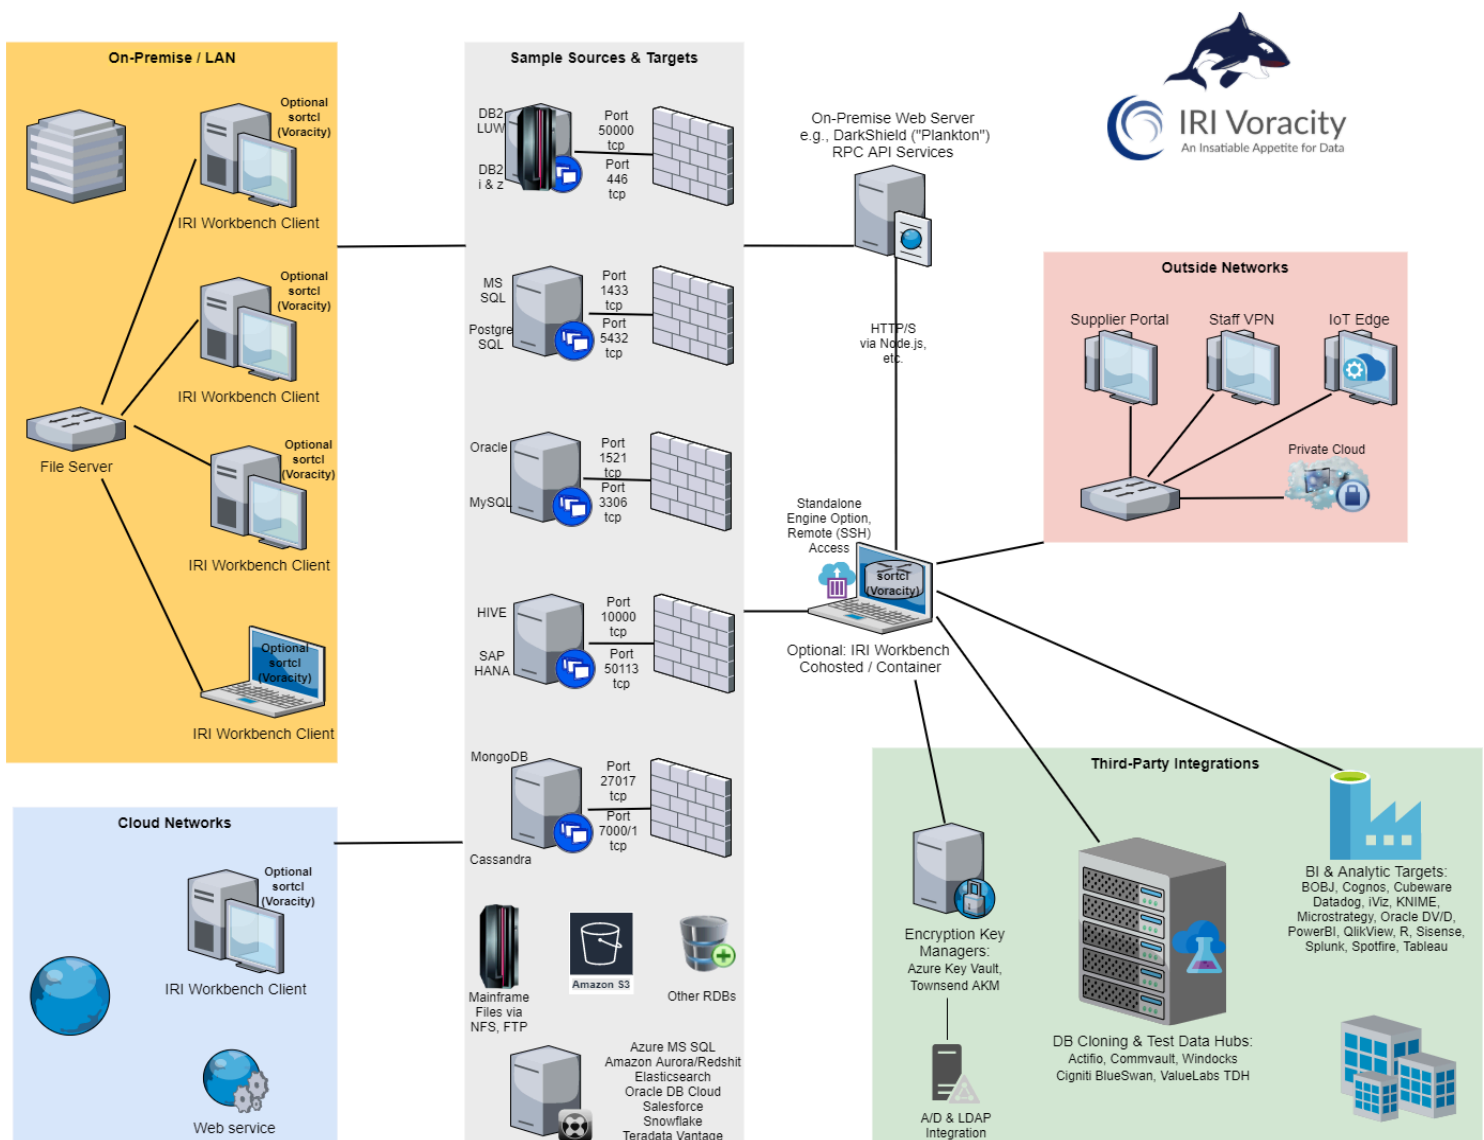 On-Premise / LAN
Optional
sortcl
(Voracity)
IRI Workbench Client
Optional
sortcl
(Voracity)
IRI Workbench Client
File Server
Optional
sortcl
(Voracity)
IRI Workbench Client
Optional
sortcl
(Voracity)
IRI Workbench Client
Cloud Networks
Optional
sortcl
(Voracity)
IRI Workbench Client
Web service
Sample Sources & Targets
DB2
LUW
DB2
i & z
Port
50000
tcp
Port
446
tcp
MS
SQL
Postgre
SQL
Port
1433
tcp
Port
5432
tcp
Oracle
MySQL
Port
1521
tcp
Port
3306
tcp
HIVE
SAP
HANA
Port
10000
tcp
Port
50113
tcp
MongoDB
Cassandra
Port
27017
tcp
Port
7000/1
tcp
Mainframe
Files via
NFS, FTP
Amazon S3
Other RDBs
Azure MS SQL
Amazon Aurora/Redshit
Elasticsearch
Oracle DB Cloud
Salesforce
Snowflake
Teradata Vantage
On-Premise Web Server
e.g., DarkShield ("Plankton")
RPC API Services
HTTP/S
via Node.js,
etc.
Standalone
Engine Option,
Remote (SSH)
Access
sortcl
(Voracity)
Optional: IRI Workbench
Cohosted / Container
IRI Voracity
An Insatiable Appetite for Data
Outside Networks
Supplier Portal
Staff VPN
IoT Edge
Private Cloud
Third-Party Integrations
Encryption Key
Managers:
Azure Key Vault,
Townsend AKM
A/D & LDAP
Integration
DB Cloning & Test Data Hubs:
Actifio, Commvault, Windocks
Cigniti BlueSwan, ValueLabs TDH
BI & Analytic Targets:
BOBJ, Cognos, Cubeware
Datadog, iViz, KNIME,
Microstrategy, Oracle DV/D,
PowerBI, QlikView, R, Sisense,
Splunk, Spotfire, Tableau